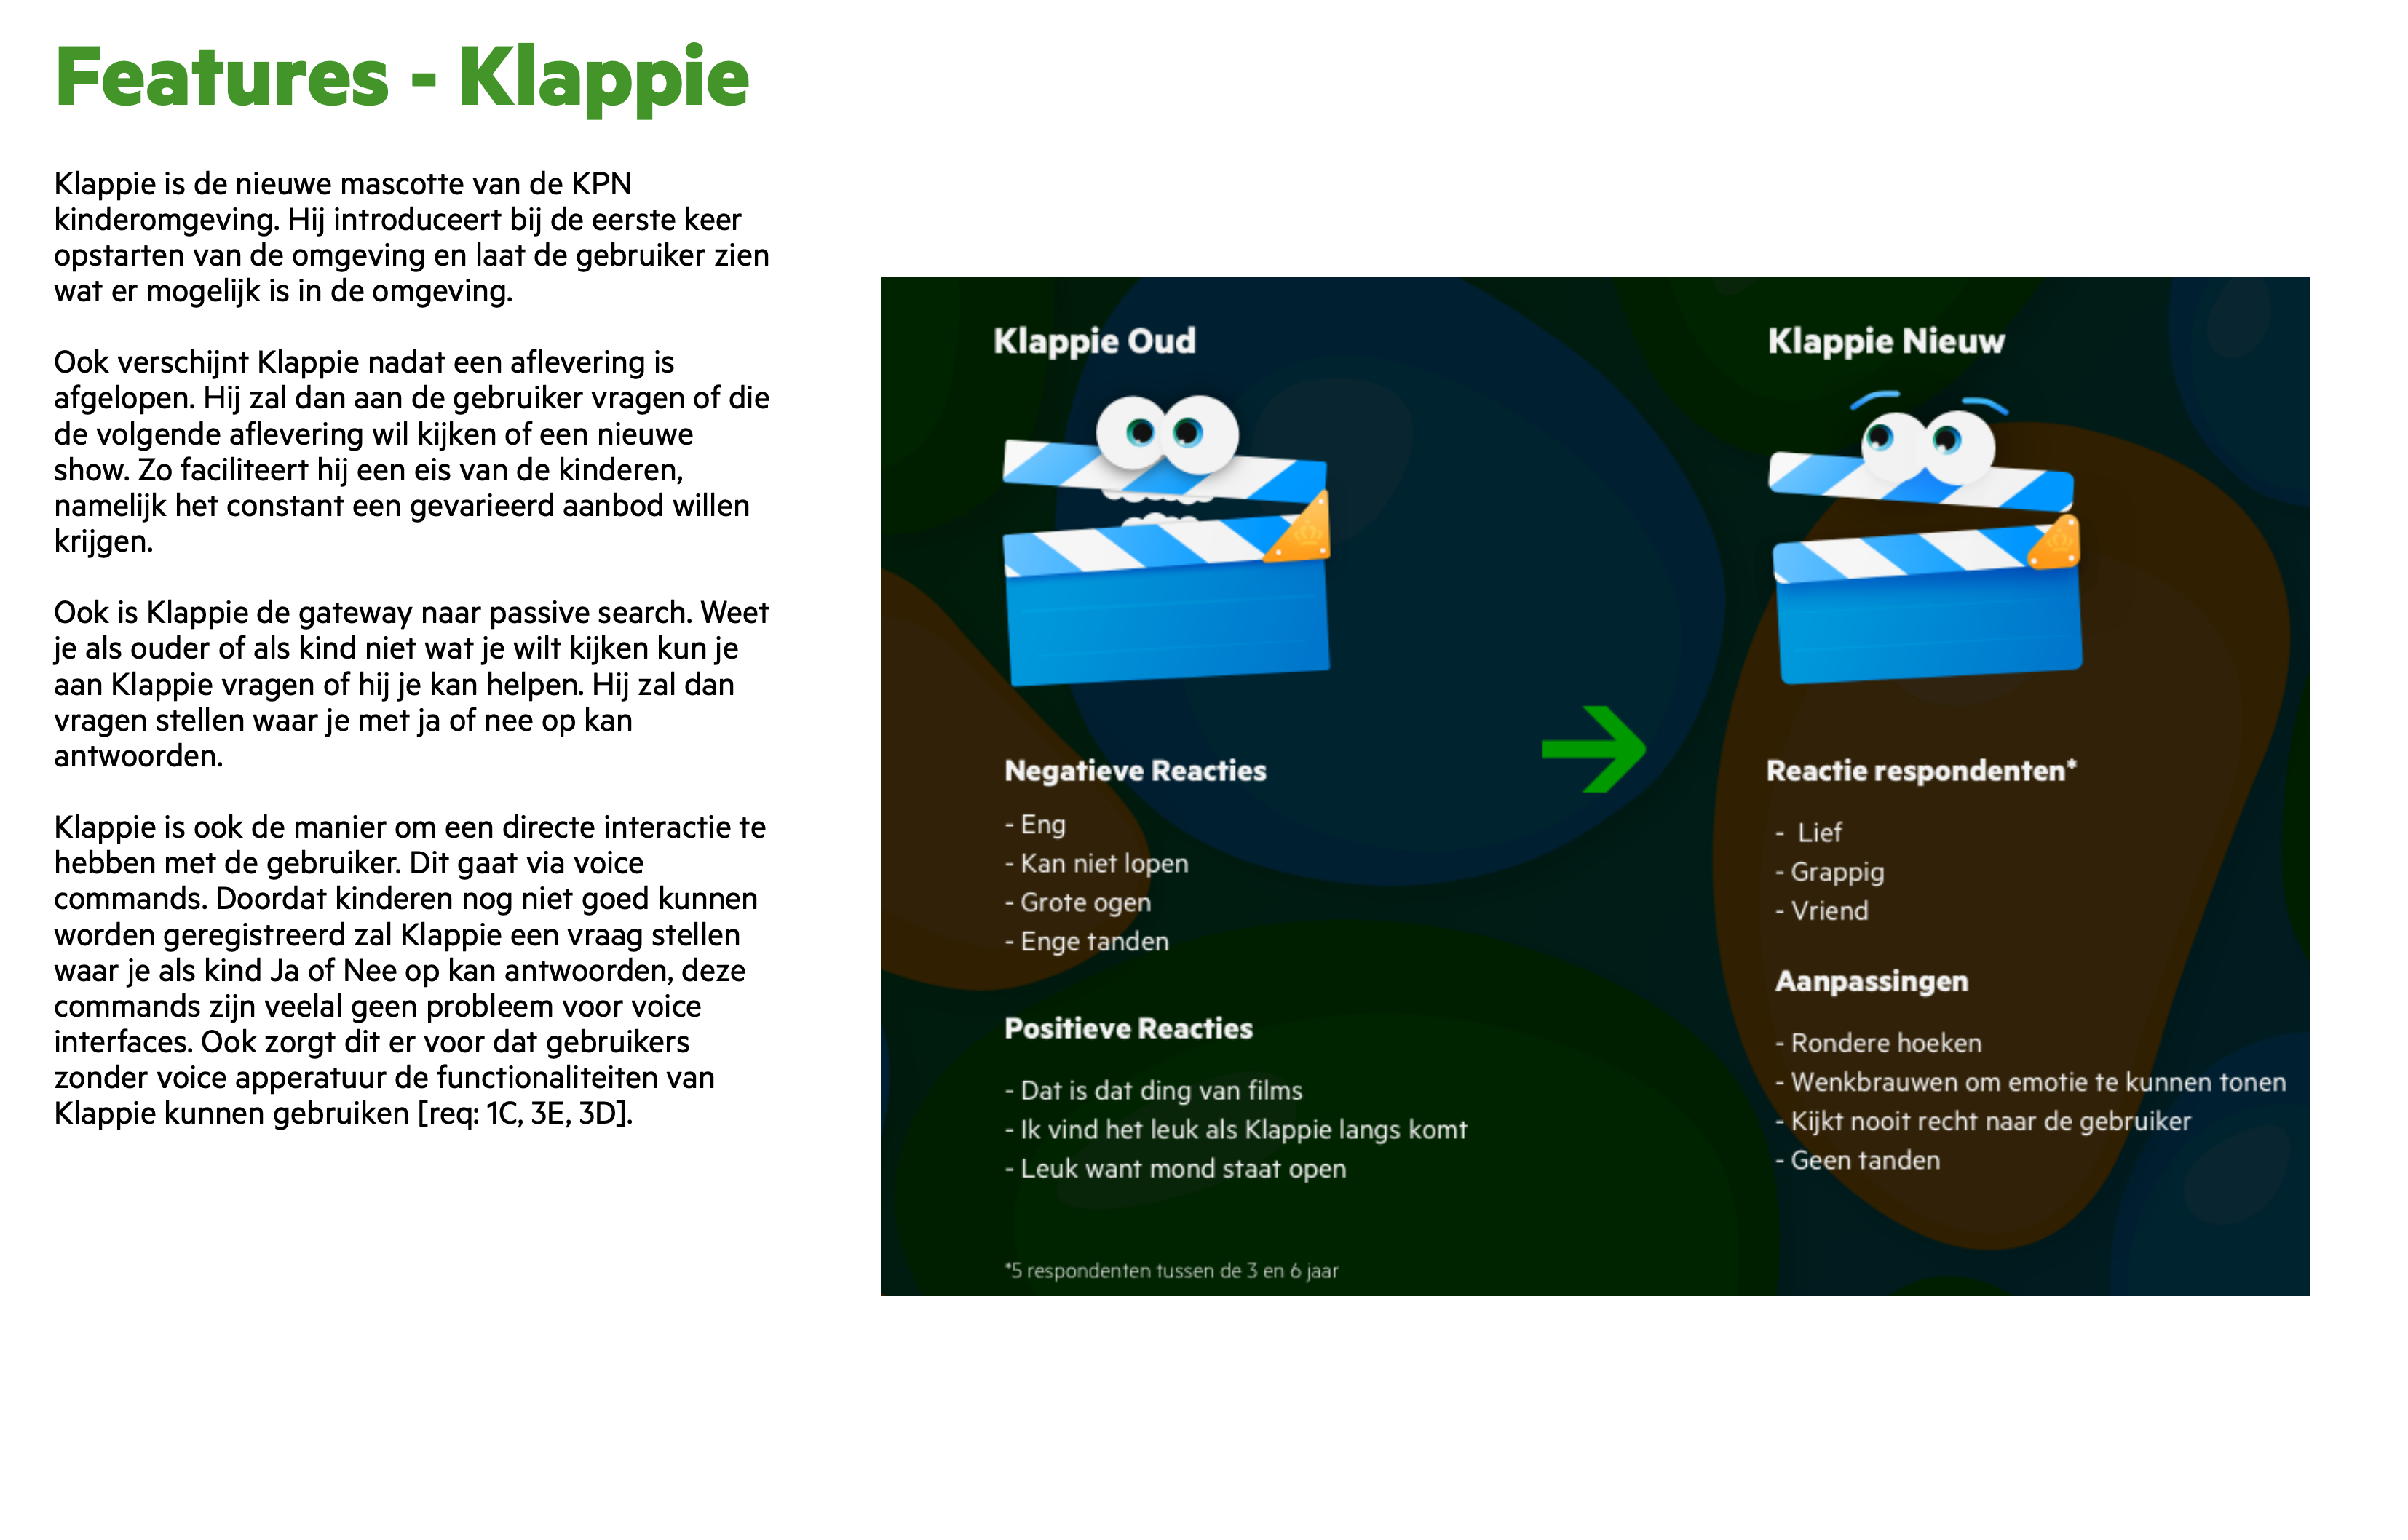 Features - Klappie
Klappie is de nieuwe mascotte van de KPN
kinderomgeving. Hij introduceert bij de eerste keer
opstarten van de omgeving en laat de gebruiker zien
wat er mogelijk is in de omgeving.
Ook verschijnt Klappie nadat een aflevering is
afgelopen. Hij zal dan aan de gebruiker vragen of die
de volgende aflevering wil kijken of een nieuwe
show. Zo faciliteert hij een eis van de kinderen,
namelijk het constant een gevarieerd aanbod willen
krijgen.
Ook is Klappie de gateway naar passive search. Weet
je als ouder of als kind niet wat je wilt kijken kun je
aan Klappie vragen of hij je kan helpen. Hij zal dan
vragen stellen waar je met ja of nee op kan
antwoorden.
Klappie is ook de manier om een directe interactie te
hebben met de gebruiker. Dit gaat via voice
commands. Doordat kinderen nog niet goed kunnen
worden geregistreerd zal Klappie een vraag stellen
waar je als kind Ja of Nee op kan antwoorden, deze
commands zijn veelal geen probleem voor voice
interfaces. Ook zorgt dit er voor dat gebruikers
zonder voice apperatuur de functionaliteiten van
Klappie kunnen gebruiken [req: 1C, 3E, 3D].
Klappie Oud
Negatieve Reacties
- Eng
- Kan niet lopen
- Grote ogen
- Enge tanden
Positieve Reacties
- Dat is dat ding van films
- Ik vind het leuk als Klappie langs komt
- Leuk want mond staat open
*5 respondenten tussen de 3 en 6 jaar
Klappie Nieuw
Reactie respondenten*
- Lief
- Grappig
- Vriend
Aanpassingen
- Rondere hoeken
- Wenkbrauwen om emotie te kunnen tonen
- Kijkt nooit recht naar de gebruiker
- Geen tanden